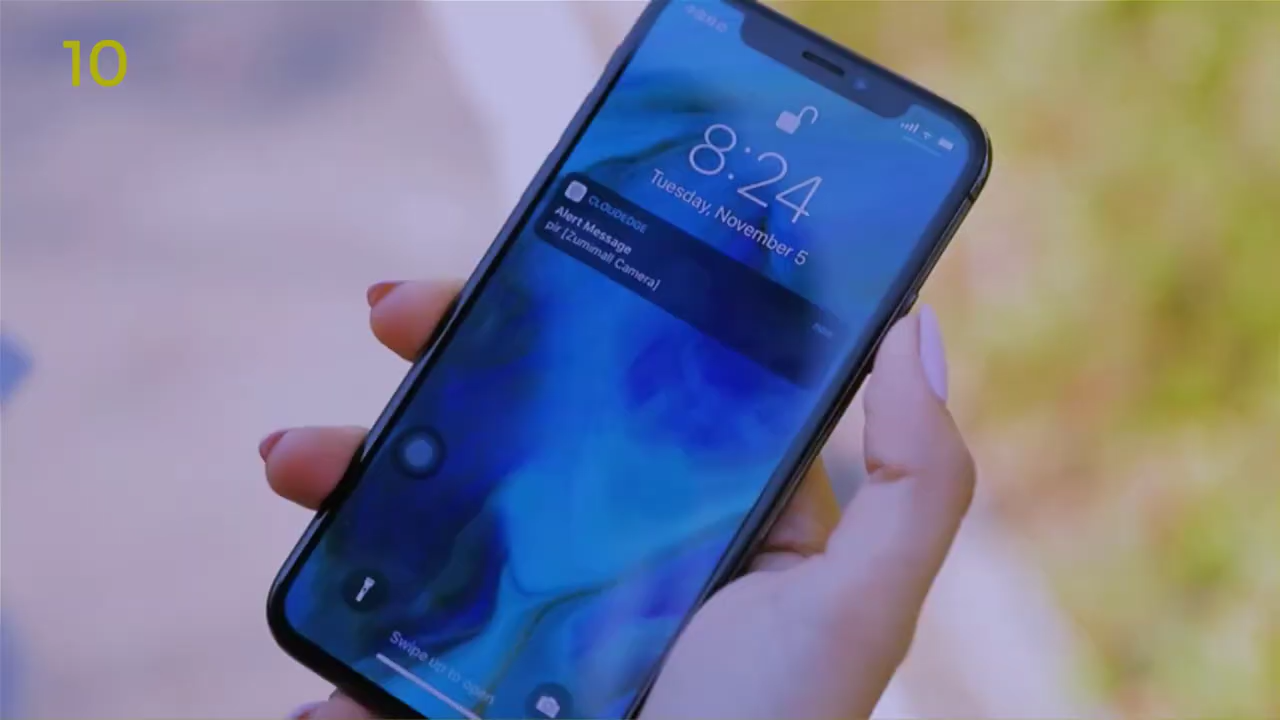 10
8:24
Tuesday, November 5
CLOUDEDGE
Alert Message
pir [Zumimall Camera]
Swipe up to open